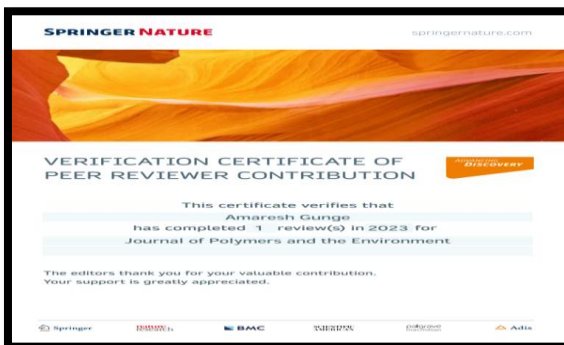 SPRINGER NATURE
springernature.com
ADVANCING
DISCOVERY
VERIFICATION CERTIFICATE OF
PEER REVIEWER CONTRIBUTION
This certificate verifies that
Amaresh Gunge
has completed 1 review(s) in 2023 for
Journal of Polymers and the Environment
The editors thank you for your valuable contribution.
Your support is greatly appreciated.
Springer
BMC
Adis